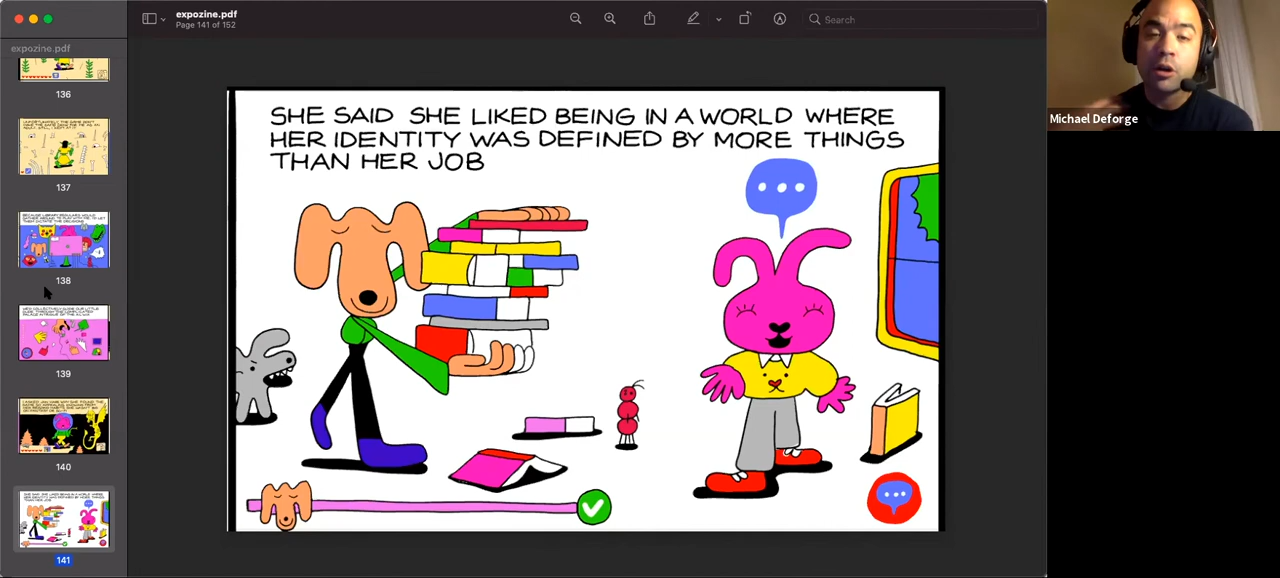 expozine.pdf
Page 141 of 152
Search
expozine.pdf
136
137
138
139
140
141
SHE SAID SHE LIKED BEING IN A WORLD WHERE
HER IDENTITY WAS DEFINED BY MORE THINGS
THAN HER JOB
Michael Deforge